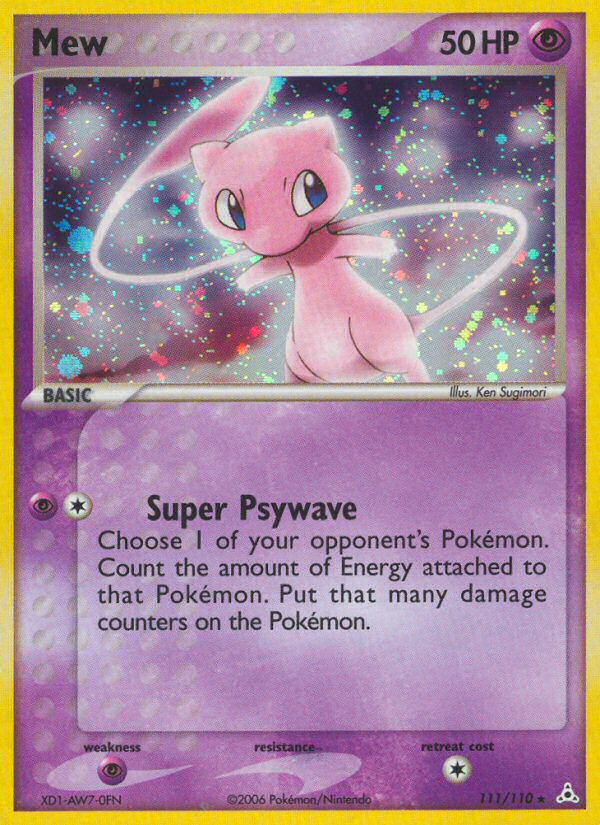 Mew
50 HP
BASIC
Illus. Ken Sugimori
Super Psywave
Choose 1 of your opponent's Pokémon.
Count the amount of Energy attached to
that Pokémon. Put that many damage
counters on the Pokémon.
weakness
resistance
retreat cost
XD1-AW7-0FN
©2006 Pokémon/Nintendo
111/110 ★